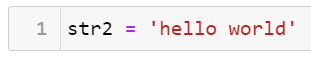 1 str2 = 'hello world'